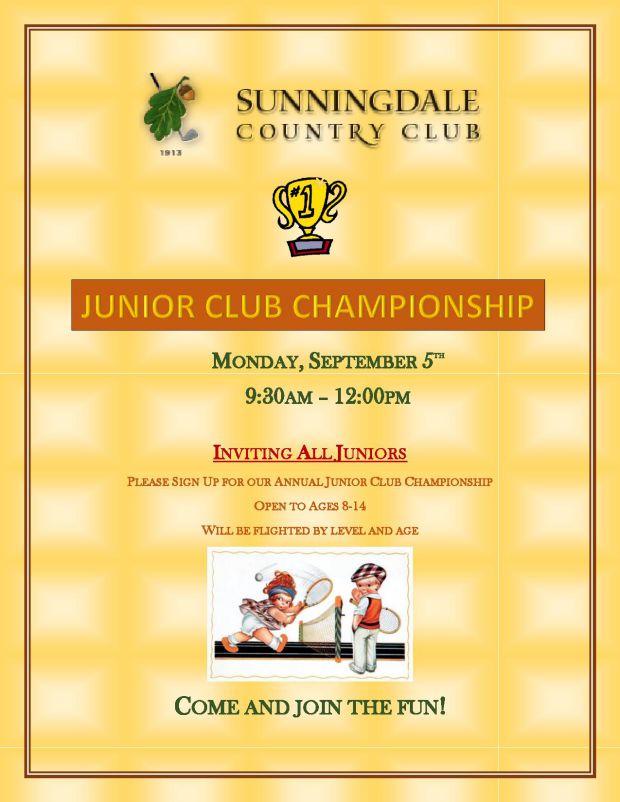 SUNNINGDALE
COUNTRY CLUB
1913
#1
JUNIOR CLUB CHAMPIONSHIP
MONDAY, SEPTEMBER 5TH
9:30AM – 12:00PM
INVITING ALL JUNIORS
PLEASE SIGN UP FOR OUR ANNUAL JUNIOR CLUB CHAMPIONSHIP
OPEN TO AGES 8-14
WILL BE FLIGHTED BY LEVEL AND AGE
COME AND JOIN THE FUN!